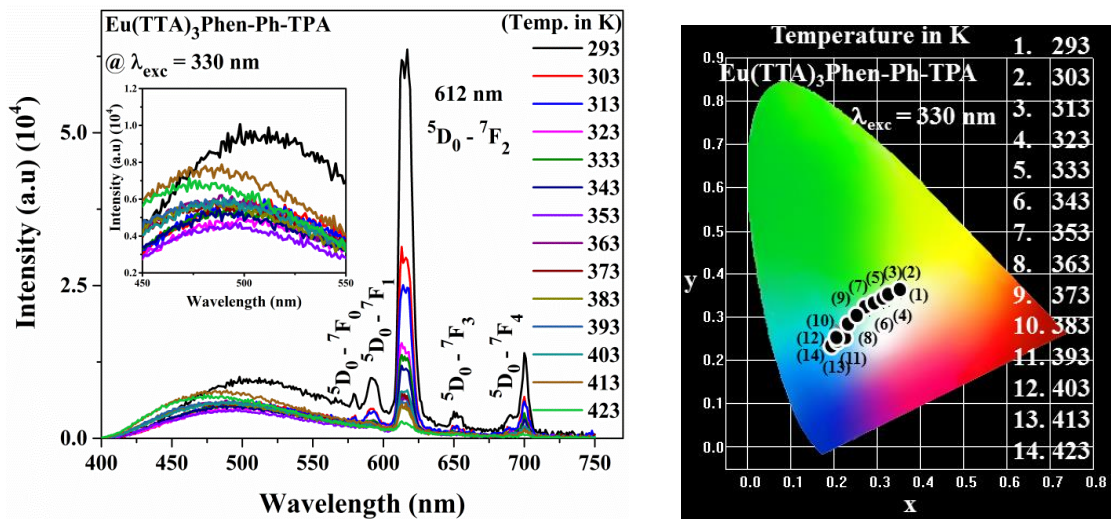 Eu(TTA)3Phen-Ph-TPA
@ λexc = 330 nm
(Temp. in K)
293
303
313
323
333
343
353
363
373
383
393
403
413
423
612 nm
5D0 - 7F2
5D0 - 7F0
5D0 - 7F1
5D0 - 7F3
5D0 - 7F4
Intensity (a.u) (10^4)
5.0
2.5
0.0
400 450 500 550 600 650 700 750
Wavelength (nm)
Intensity (a.u) (10^4)
1.2
1.0
0.8
0.6
0.4
0.2
450 500 550
Wavelength (nm)
Temperature in K
Eu(TTA)3Phen-Ph-TPA
λexc = 330 nm
1. 293
2. 303
3. 313
4. 323
5. 333
6. 343
7. 353
8. 363
9. 373
10. 383
11. 393
12. 403
13. 413
14. 423
y
0.9
0.8
0.7
0.6
0.5
0.4
0.3
0.2
0.1
0.0
(9) (7) (5) (3) (2)
(1)
(10) (6) (4)
(12) (8)
(14) (11)
(13)
0.0 0.1 0.2 0.3 0.4 0.5 0.6 0.7 0.8
x